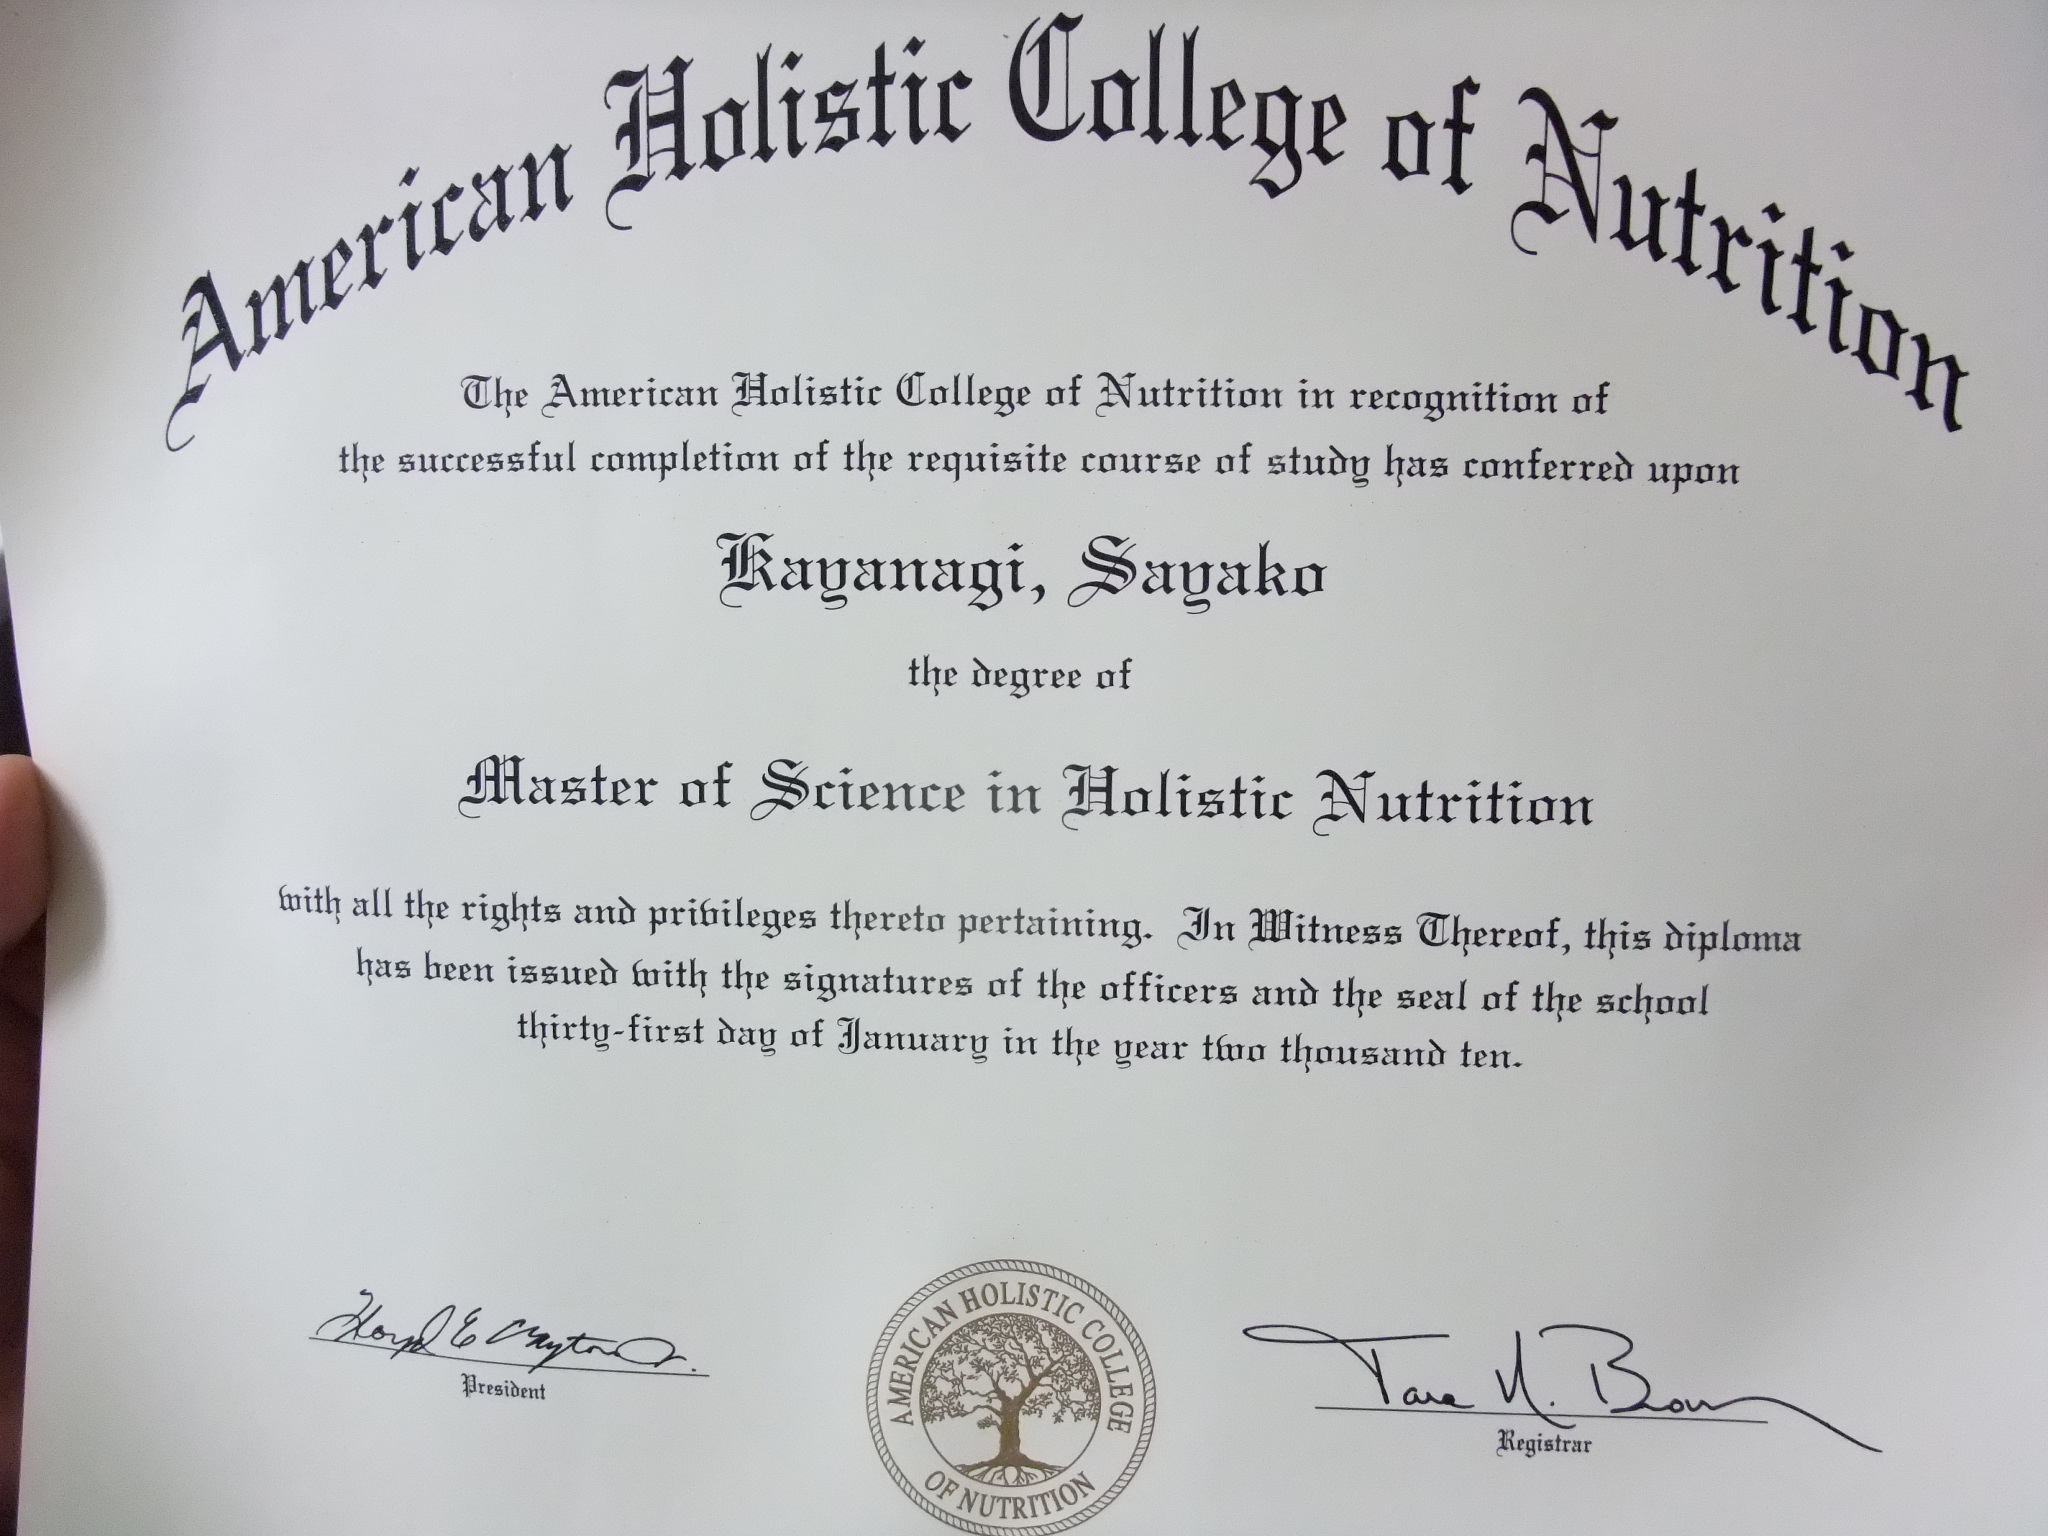 American Holistic College of Nutrition
The American Holistic College of Nutrition in recognition of
the successful completion of the requisite course of study has conferred upon
Kayanagi, Sayako
the degree of
Master of Science in Holistic Nutrition
with all the rights and privileges thereto pertaining. In Witness Thereof, this diploma
has been issued with the signatures of the officers and the seal of the school
thirty-first day of January in the year two thousand ten.
President
AMERICAN HOLISTIC COLLEGE
OF NUTRITION
Tara N. Brown
Registrar